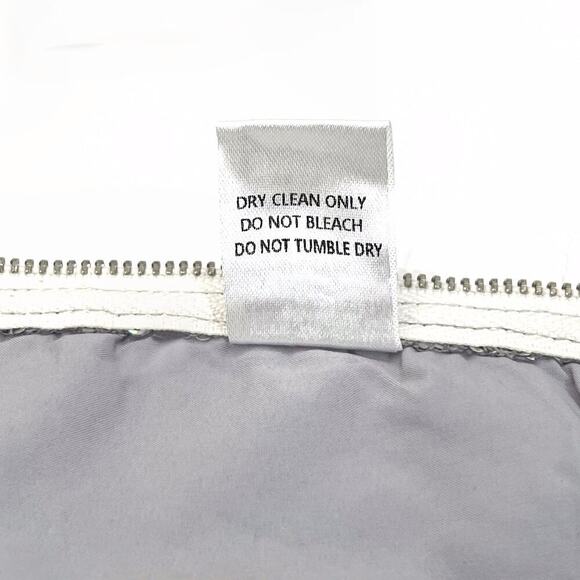 DRY CLEAN ONLY
DO NOT BLEACH
DO NOT TUMBLE DRY